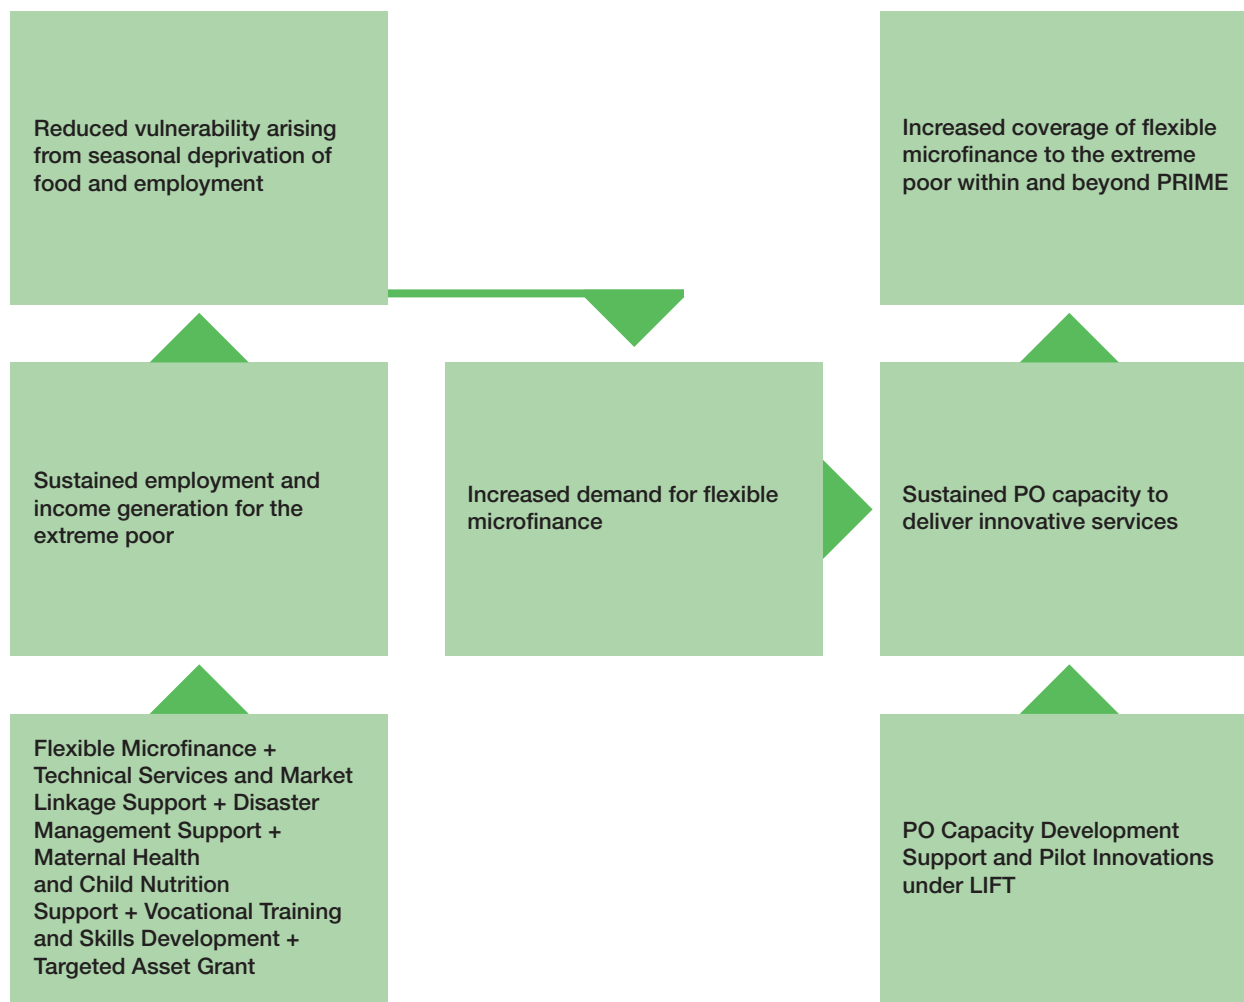 Reduced vulnerability arising
from seasonal deprivation of
food and employment
Increased coverage of flexible
microfinance to the extreme
poor within and beyond PRIME
Sustained employment and
income generation for the
extreme poor
Increased demand for flexible
microfinance
Sustained PO capacity to
deliver innovative services
Flexible Microfinance +
Technical Services and Market
Linkage Support + Disaster
Management Support +
Maternal Health
and Child Nutrition
Support + Vocational Training
and Skills Development +
Targeted Asset Grant
PO Capacity Development
Support and Pilot Innovations
under LIFT